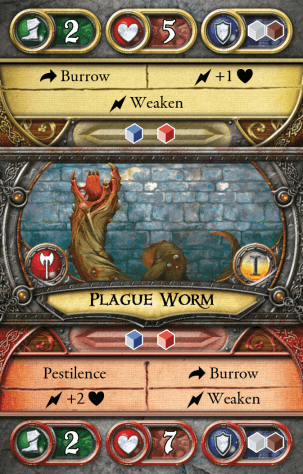 2 5
Burrow +1
Weaken
I
PLAGUE WORM
Pestilence Burrow
+2 Weaken
2 7